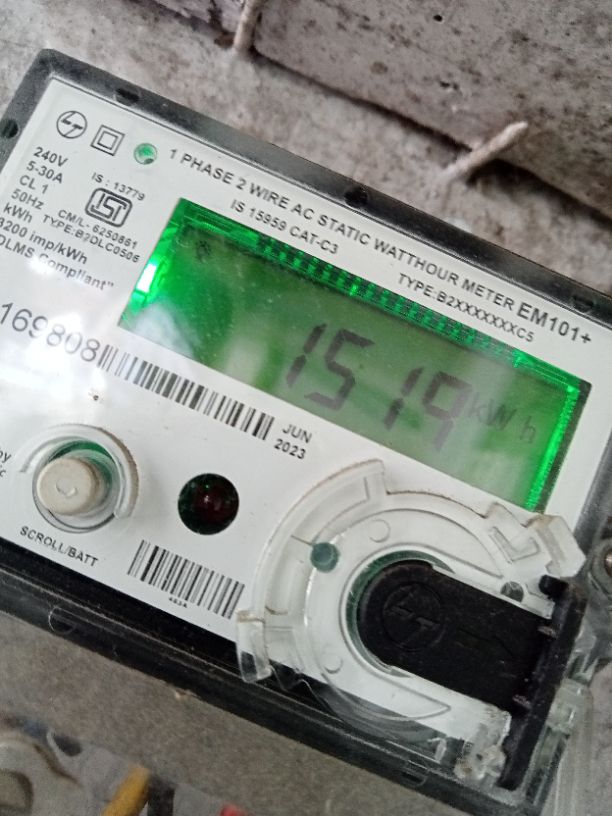 1 PHASE 2 WIRE AC STATIC WATTHOUR METER EM101+
IS 15959 CAT-C3
TYPE:B2XXXXXXXC5
240V
5-30A
CL 1
50Hz
kWh
3200 imp/kWh
DLMS Compliant"
IS : 13779
CM/L: 6250861
TYPE:B2DLC0506
1519 kWh
169808
JUN
2023
SCROLL/BATT